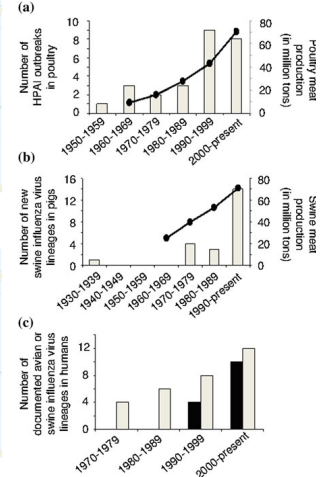 (a)
Number of
HPAI outbreaks
in poultry
10
8
6
4
2
0
80
60
40
20
0
Poultry meat
production
(in million tons)
1950-1959
1960-1969
1970-1979
1980-1989
1990-1999
2000-present
(b)
Number of new
swine influenza virus
lineages in pigs
16
12
8
4
0
80
60
40
20
0
Swine meat
production
(in million tons)
1930-1939
1940-1949
1950-1959
1960-1969
1970-1979
1980-1989
1990-present
(c)
Number of
documented avian or
swine influenza virus
lineages in humans
12
8
4
0
1970-1979
1980-1989
1990-1999
2000-present